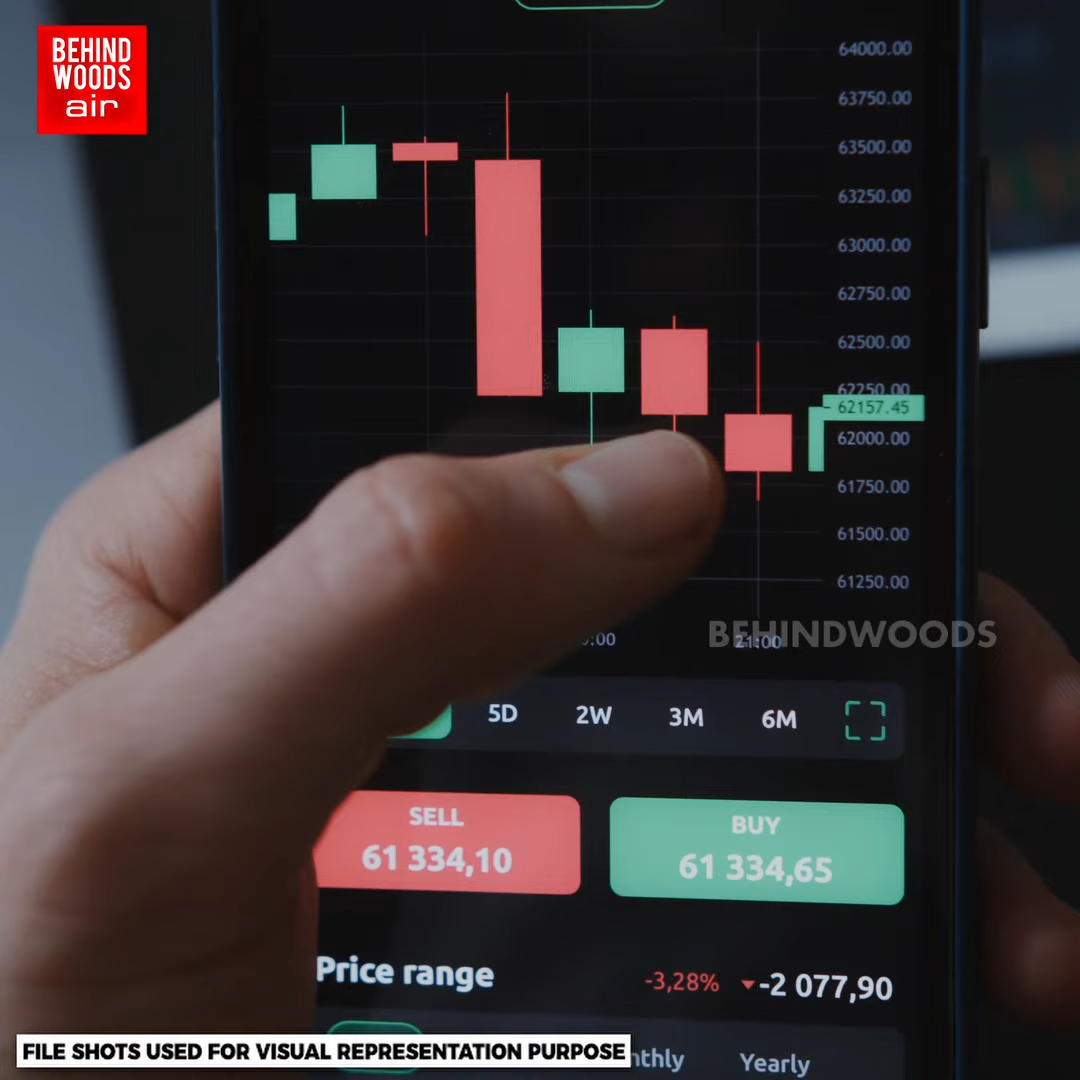 BEHIND
WOODS
air
64000.00
63750.00
63500.00
63250.00
63000.00
62750.00
62500.00
62250.00
62157.45
62000.00
61750.00
61500.00
61250.00
BEHINDWOODS
21:00
5D 2W 3M 6M
SELL
61 334,10
BUY
61 334,65
Price range -3,28% -2 077,90
Yearly
FILE SHOTS USED FOR VISUAL REPRESENTATION PURPOSE